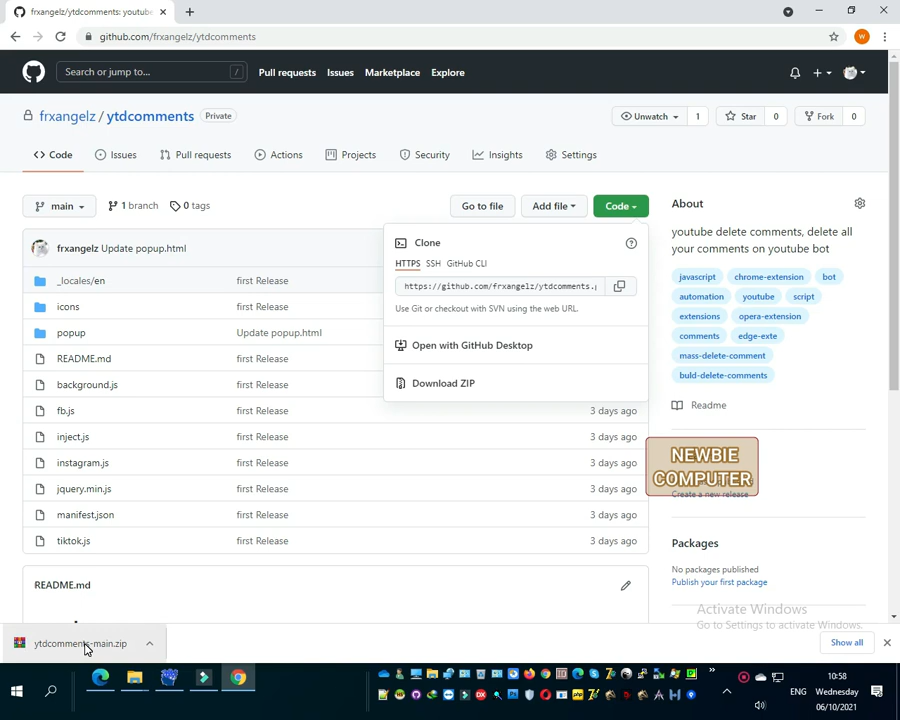 frxangelz/ytdcomments: youtube
github.com/frxangelz/ytdcomments
W
Search or jump to...
/
Pull requests
Issues
Marketplace
Explore
frxangelz / ytdcomments
Private
Unwatch
1
Star
0
Fork
0
Code
Issues
Pull requests
Actions
Projects
Security
Insights
Settings
main
1 branch
0 tags
Go to file
Add file
Code
About
youtube delete comments, delete all
your comments on youtube bot
javascript
chrome-extension
bot
automation
youtube
script
extensions
opera-extension
comments
edge-exte
mass-delete-comment
buld-delete-comments
Readme
frxangelz Update popup.html
Clone
HTTPS
SSH
GitHub CLI
https://github.com/frxangelz/ytdcomments.
Use Git or checkout with SVN using the web URL.
Open with GitHub Desktop
Download ZIP
_locales/en
first Release
icons
first Release
popup
Update popup.html
README.md
first Release
background.js
first Release
fb.js
first Release
3 days ago
inject.js
first Release
3 days ago
instagram.js
first Release
3 days ago
jquery.min.js
first Release
3 days ago
manifest.json
first Release
3 days ago
tiktok.js
first Release
3 days ago
NEWBIE
COMPUTER
Create a new release
Packages
No packages published
Publish your first package
README.md
Activate Windows
Go to Settings to activate Windows.
ytdcomments-main.zip
Show all
ENG
10:58
Wednesday
06/10/2021